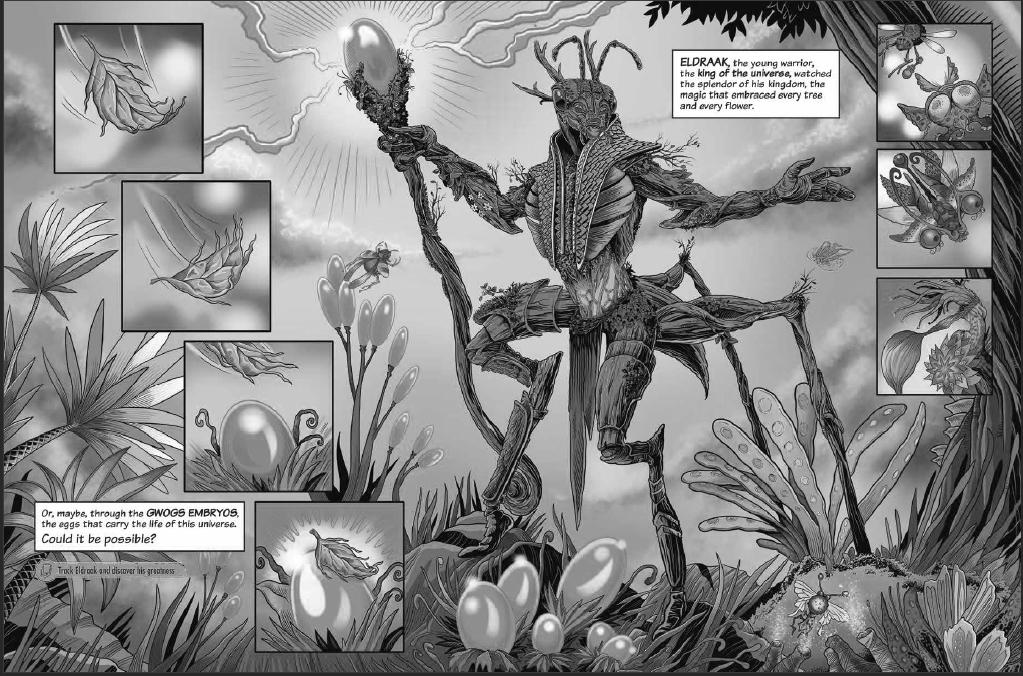 ELDRAAK, the young warrior,
the king of the universe, watched
the splendor of his kingdom, the
magic that embraced every tree
and every flower.
Or, maybe, through the GWOGS EMBRYOS,
the eggs that carry the life of this universe.
Could it be possible?
Track Eldraak and discover his greatness